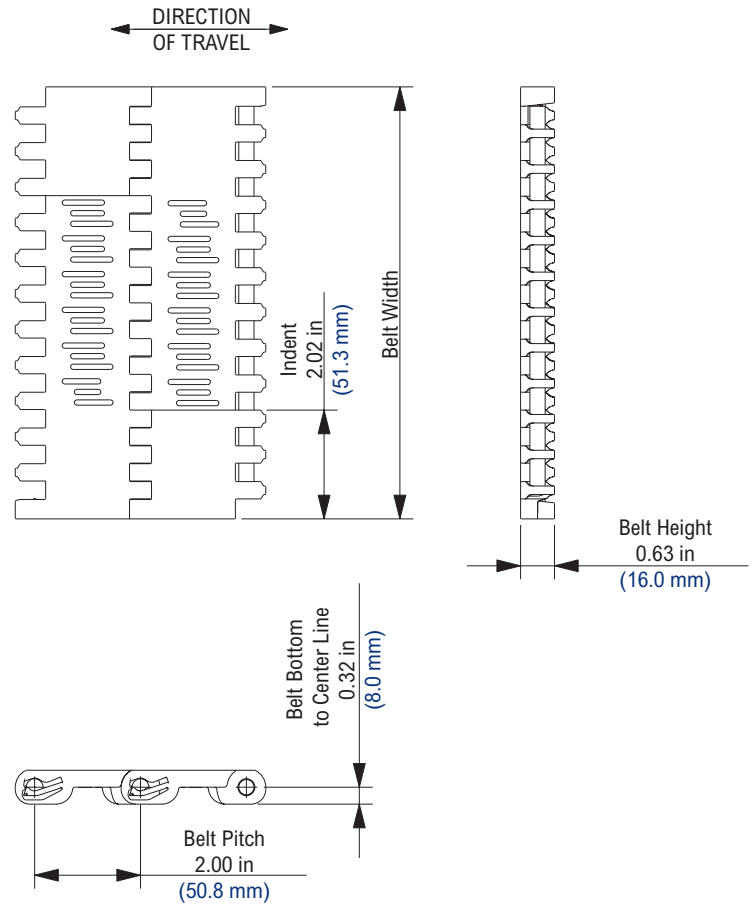 DIRECTION
OF TRAVEL
Indent
2.02 in
(51.3 mm)
Belt Width
Belt Height
0.63 in
(16.0 mm)
Belt Bottom
to Center Line
0.32 in
(8.0 mm)
Belt Pitch
2.00 in
(50.8 mm)